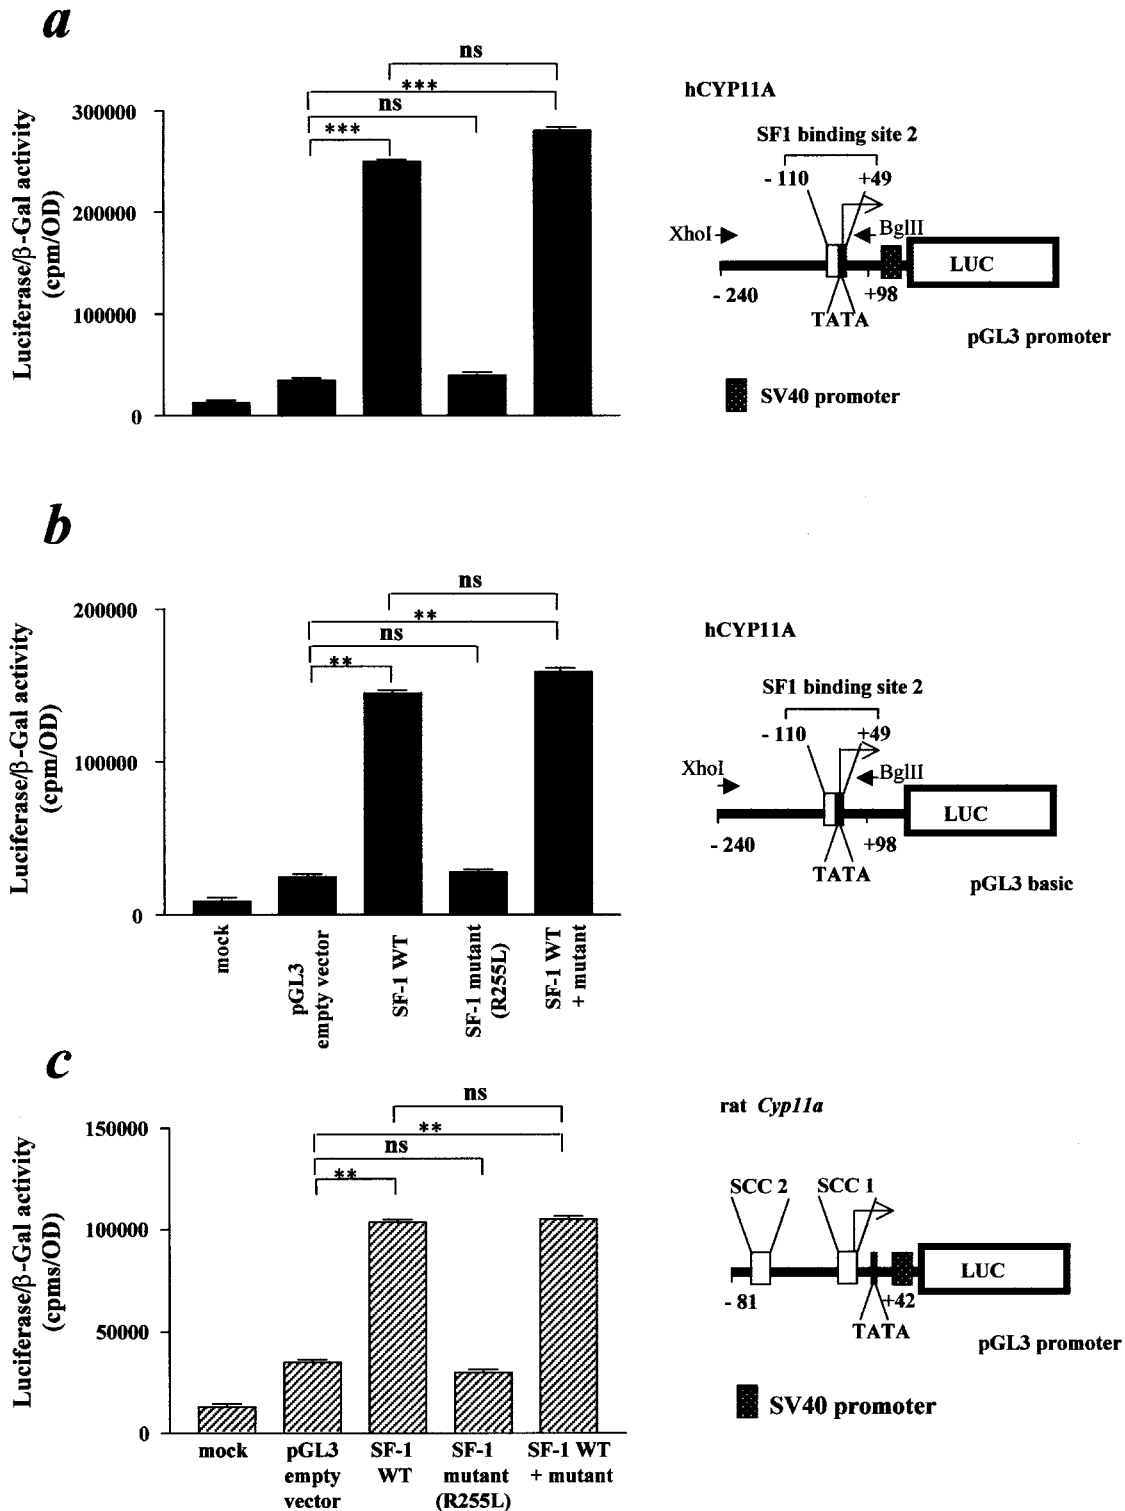 a
Luciferase/β-Gal activity
(cpm/OD)
300000
200000
100000
0
ns
***
ns
***
hCYP11A
SF1 binding site 2
- 110
+49
XhoI
BglII
LUC
- 240
+98
TATA
pGL3 promoter
SV40 promoter
b
Luciferase/β-Gal activity
(cpm/OD)
200000
100000
0
ns
**
ns
**
mock
pGL3
empty vector
SF-1 WT
SF-1 mutant
(R255L)
SF-1 WT
+ mutant
hCYP11A
SF1 binding site 2
- 110
+49
XhoI
BglII
LUC
- 240
+98
TATA
pGL3 basic
c
Luciferase/β-Gal activity
(cpms/OD)
150000
100000
50000
0
ns
**
ns
**
mock
pGL3
empty
vector
SF-1
WT
SF-1
mutant
(R255L)
SF-1 WT
+ mutant
rat Cyp11a
SCC 2
SCC 1
LUC
- 81
+42
TATA
pGL3 promoter
SV40 promoter